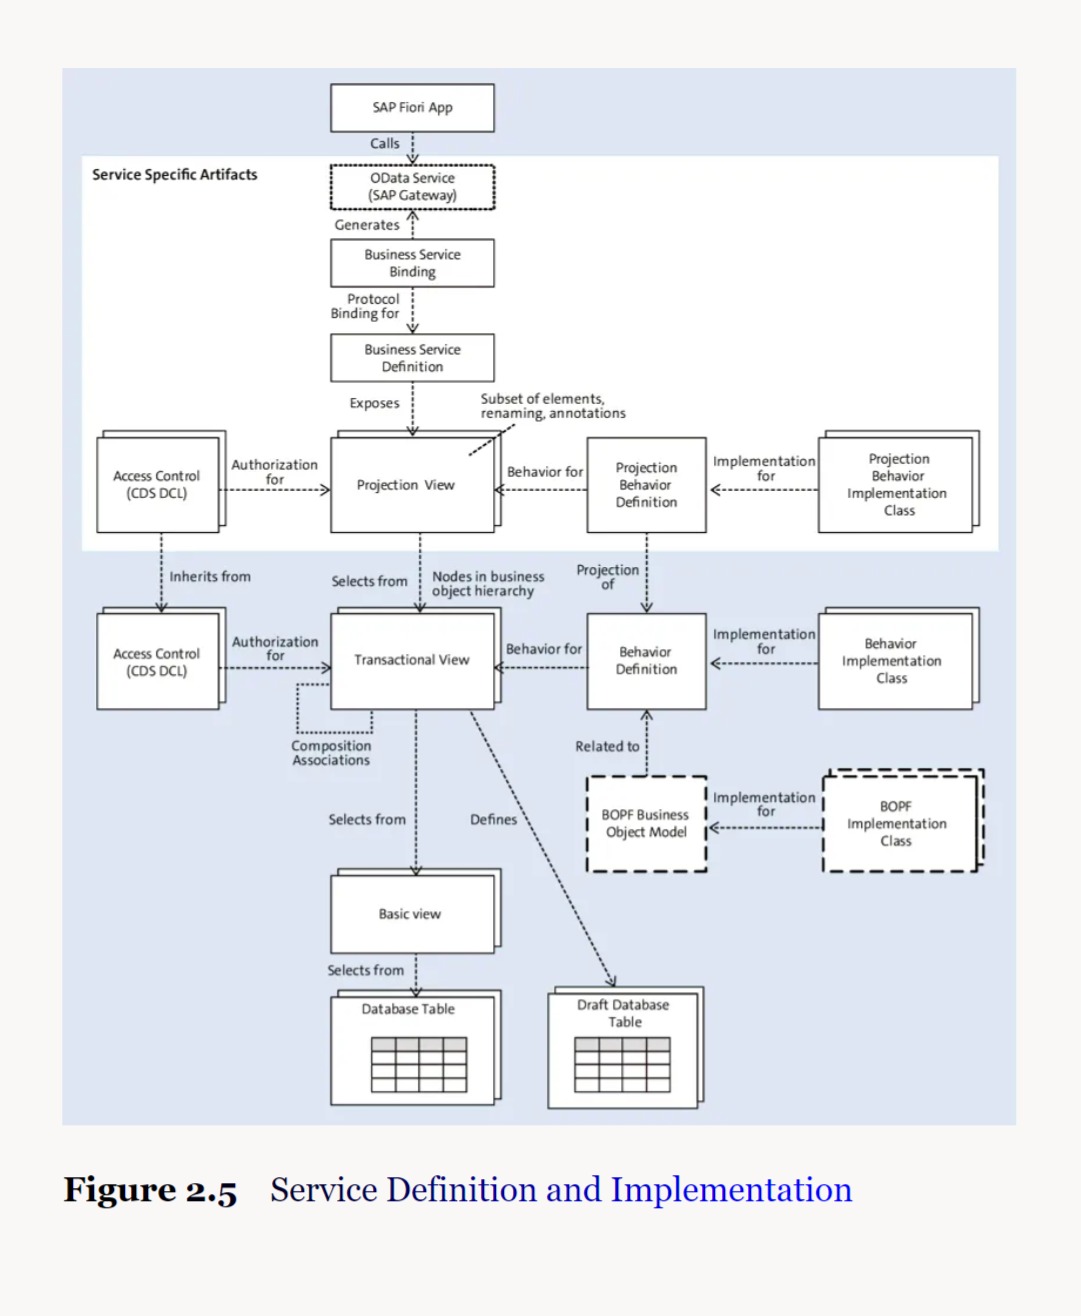 SAP Fiori App
Calls
Service Specific Artifacts
OData Service
(SAP Gateway)
Generates
Business Service
Binding
Protocol
Binding for
Business Service
Definition
Exposes
Subset of elements,
renaming, annotations
Access Control
(CDS DCL)
Authorization
for
Projection View
Behavior for
Projection
Behavior
Definition
Implementation
for
Projection
Behavior
Implementation
Class
Inherits from
Selects from
Nodes in business
object hierarchy
Projection
of
Access Control
(CDS DCL)
Authorization
for
Transactional View
Behavior for
Behavior
Definition
Implementation
for
Behavior
Implementation
Class
Composition
Associations
Related to
Selects from
Defines
BOPF Business
Object Model
Implementation
for
BOPF
Implementation
Class
Basic view
Selects from
Database Table
Draft Database
Table
Figure 2.5 Service Definition and Implementation